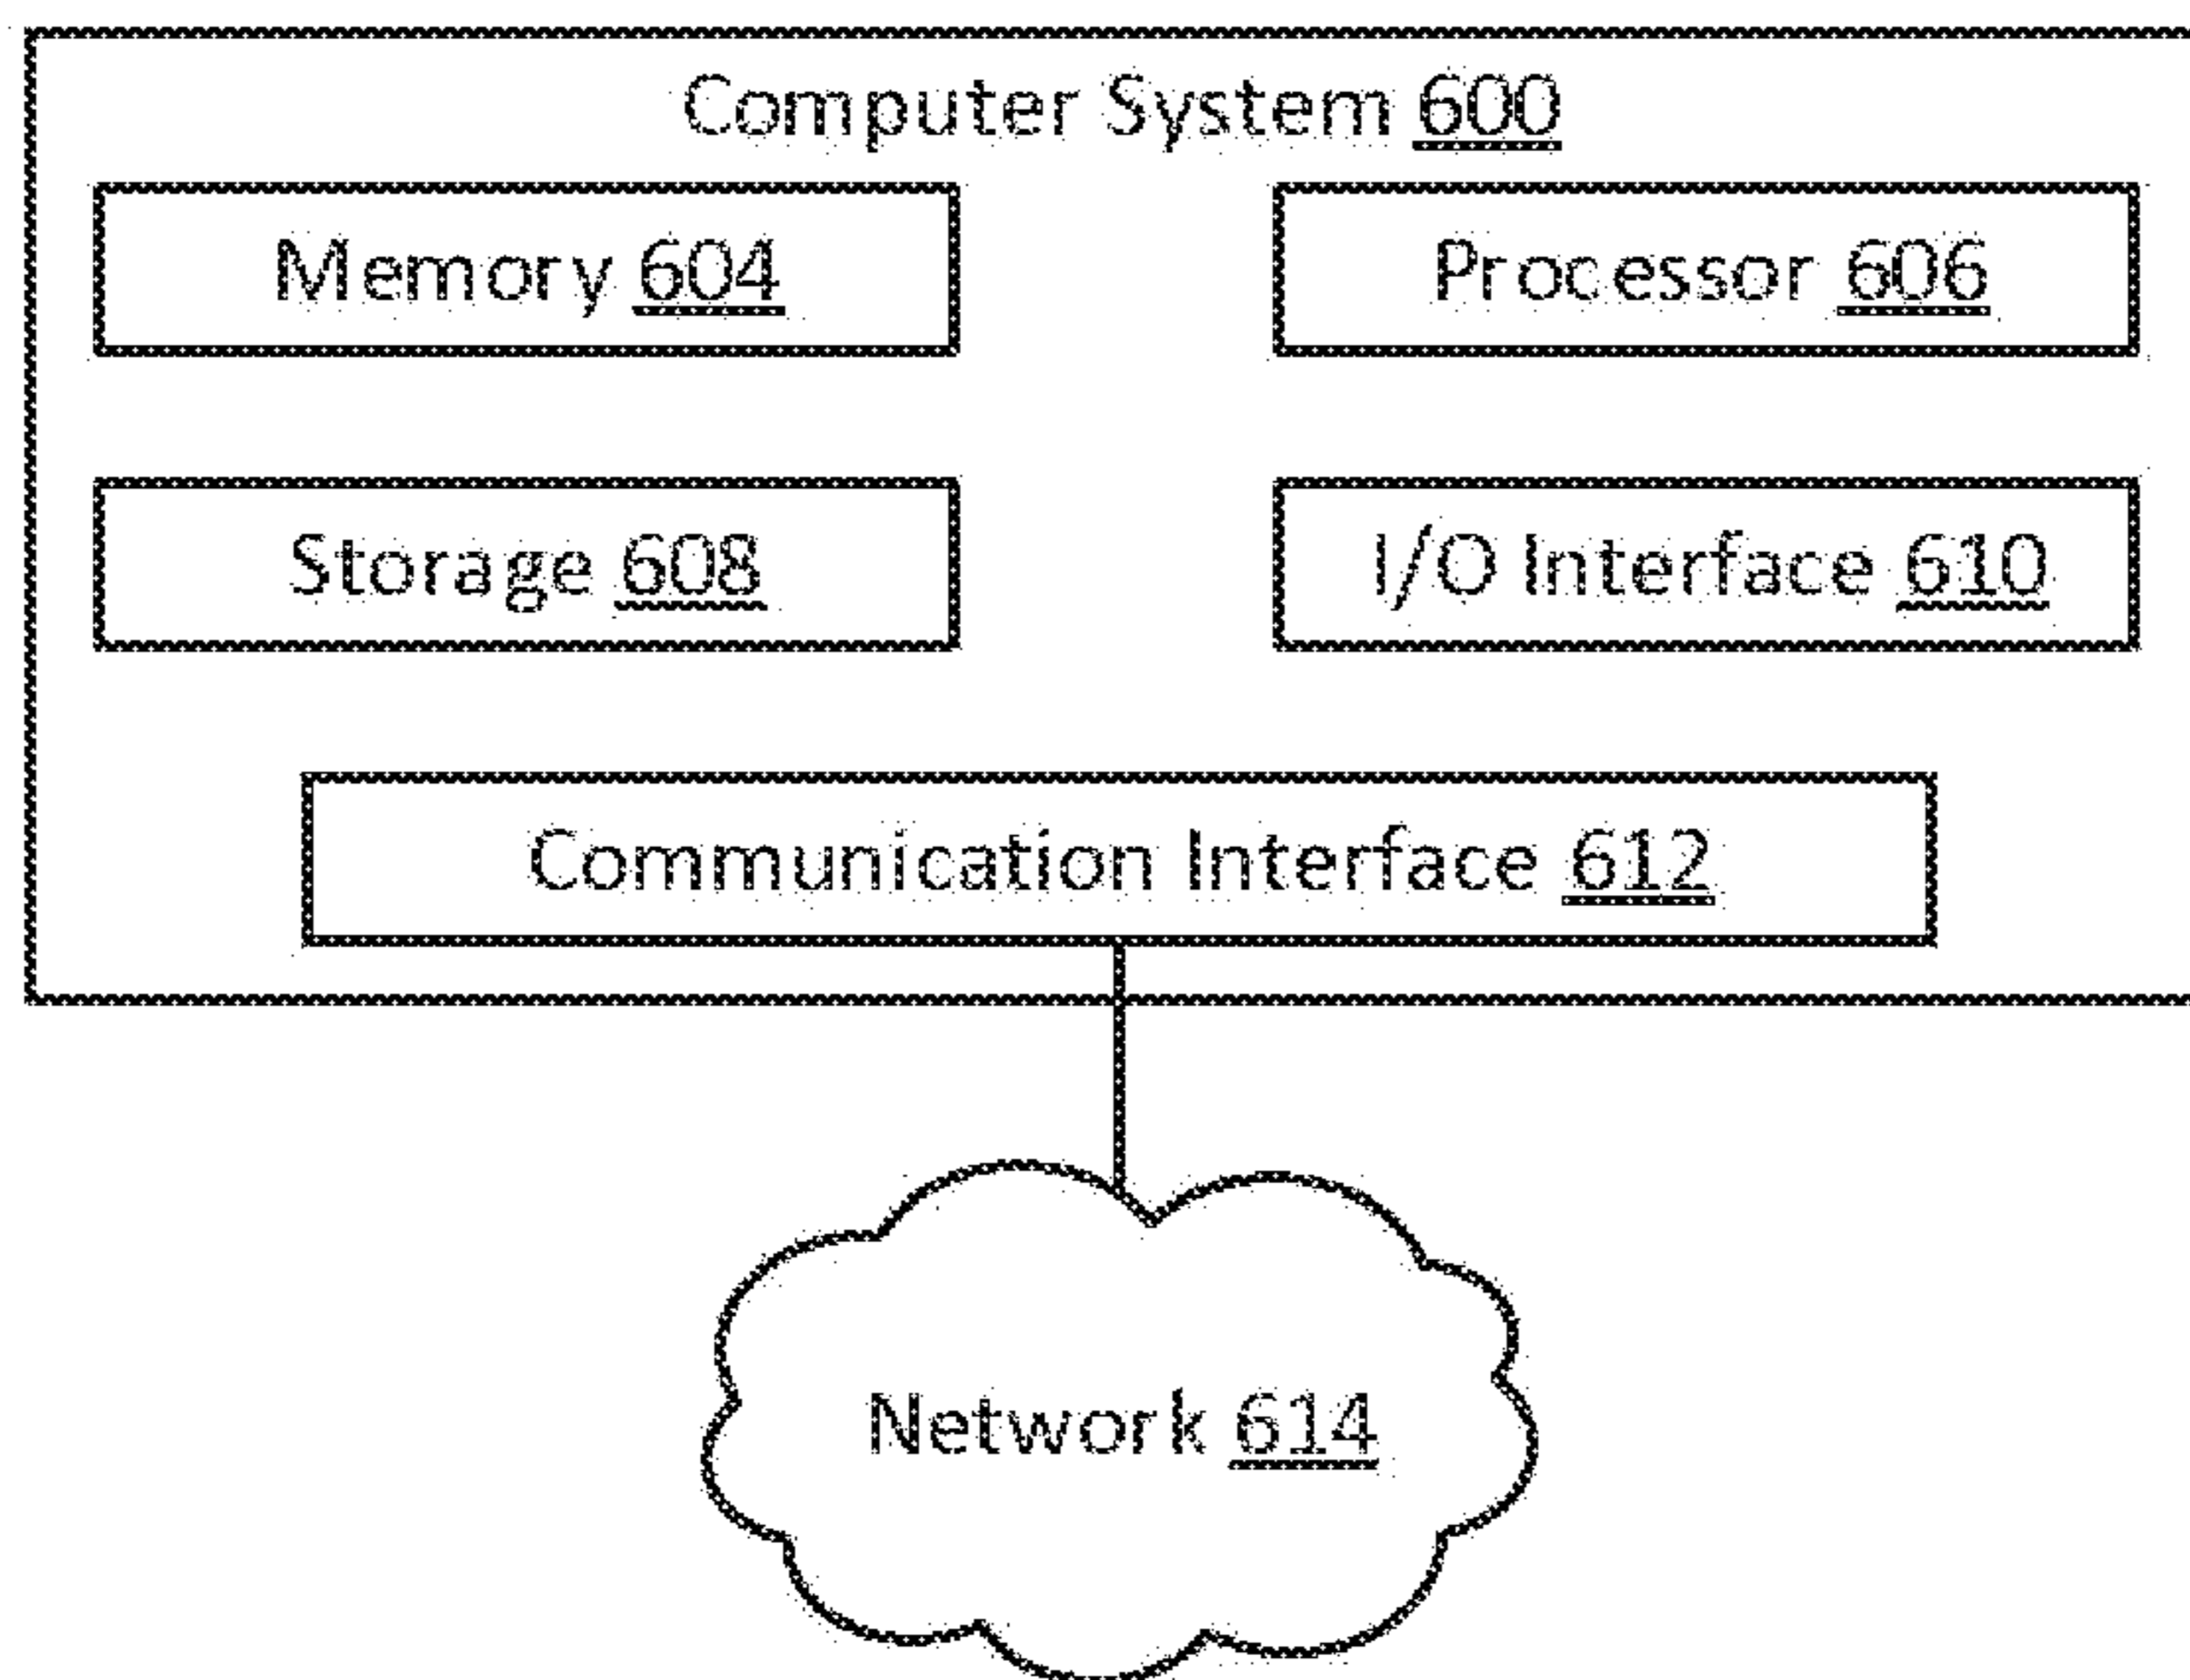 Computer System 600
Memory 604
Processor 606
Storage 608
I/O Interface 610
Communication Interface 612
Network 614